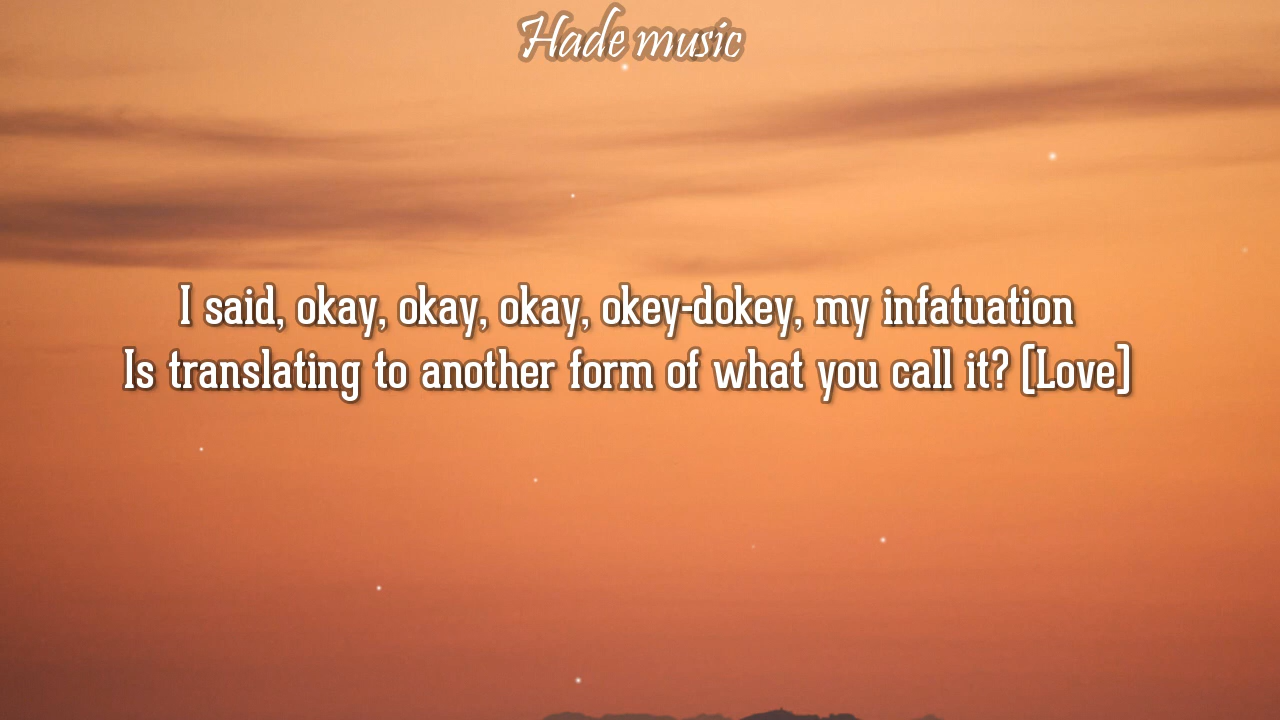 Hade music
I said, okay, okay, okay, okey-dokey, my infatuation
Is translating to another form of what you call it? (Love)